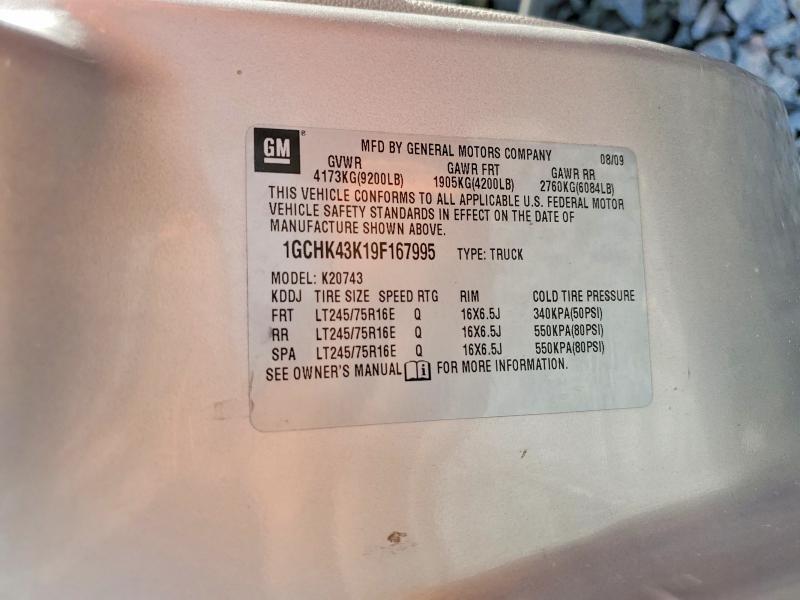 GM ® MFD BY GENERAL MOTORS COMPANY 08/09
GVWR GAWR FRT GAWR RR
4173KG(9200LB) 1905KG(4200LB) 2760KG(6084LB)
THIS VEHICLE CONFORMS TO ALL APPLICABLE U.S. FEDERAL MOTOR
VEHICLE SAFETY STANDARDS IN EFFECT ON THE DATE OF
MANUFACTURE SHOWN ABOVE.
1GCHK43K19F167995 TYPE: TRUCK
MODEL: K20743
KDDJ TIRE SIZE SPEED RTG RIM COLD TIRE PRESSURE
FRT LT245/75R16E Q 16X6.5J 340KPA(50PSI)
RR LT245/75R16E Q 16X6.5J 550KPA(80PSI)
SPA LT245/75R16E Q 16X6.5J 550KPA(80PSI)
SEE OWNER'S MANUAL i FOR MORE INFORMATION.